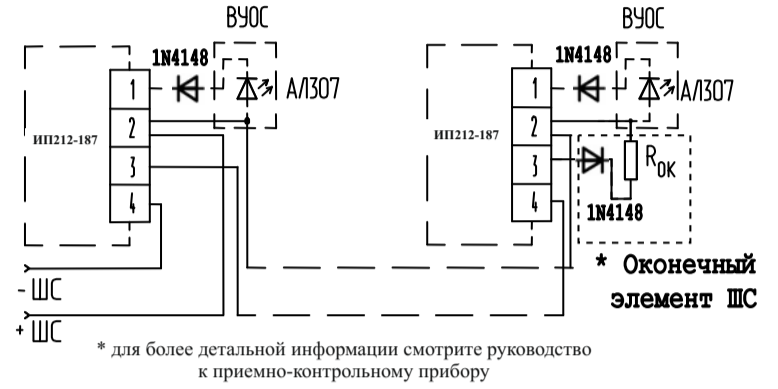 ВУОС
1N4148
АЛ307
ИП212-187
1
2
3
4
- ШС
+ ШС
ВУОС
1N4148
АЛ307
ИП212-187
1
2
3
4
RОК
1N4148
* Оконечный
элемент ШС
* для более детальной информации смотрите руководство
к приемно-контрольному прибору